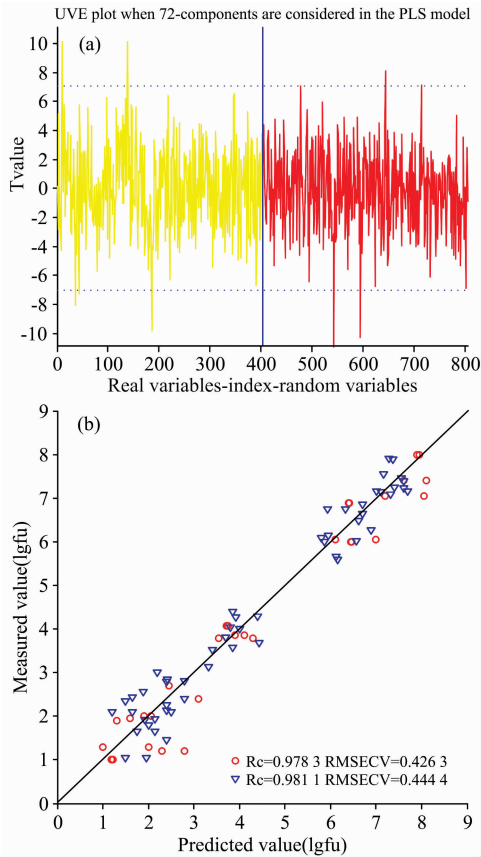 UVE plot when 72-components are considered in the PLS model
(a)
10
8
6
4
2
0
-2
-4
-6
-8
-10
Tvalue
0 100 200 300 400 500 600 700 800
Real variables-index-random variables
(b)
9
8
7
6
5
4
3
2
1
0
Measured value(lgfu)
Rc=0.978 3 RMSECV=0.426 3
Rc=0.981 1 RMSECV=0.444 4
0 1 2 3 4 5 6 7 8 9
Predicted value(lgfu)